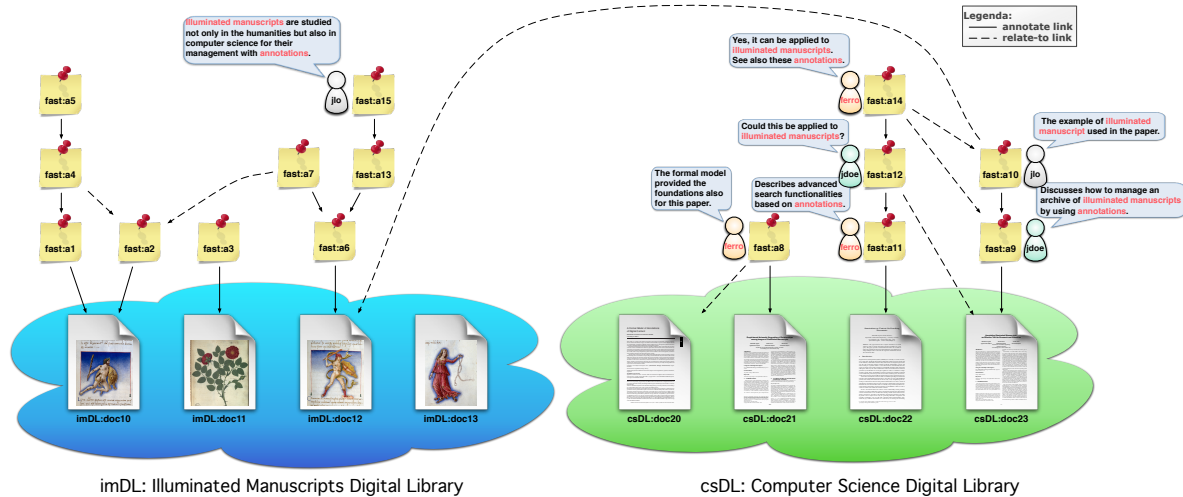 Legenda:
annotate link
relate-to link
Illuminated manuscripts are studied
not only in the humanities but also in
computer science for their
management with annotations.
Yes, it can be applied to
illuminated manuscripts.
See also these annotations.
fast:a5
jlo
fast:a15
ferro
fast:a14
Could this be applied to
illuminated manuscripts?
The example of illuminated
manuscript used in the paper.
fast:a4
fast:a7
fast:a13
jdoe
fast:a12
fast:a10
jlo
The formal model
provided the
foundations also
for this paper.
Describes advanced
search functionalities
based on annotations.
Discusses how to manage an
archive of illuminated manuscripts
by using annotations.
fast:a1
fast:a2
fast:a3
fast:a6
ferro
fast:a8
ferro
fast:a11
fast:a9
jdoe
imDL:doc10
imDL:doc11
imDL:doc12
imDL:doc13
csDL:doc20
csDL:doc21
csDL:doc22
csDL:doc23
imDL: Illuminated Manuscripts Digital Library
csDL: Computer Science Digital Library